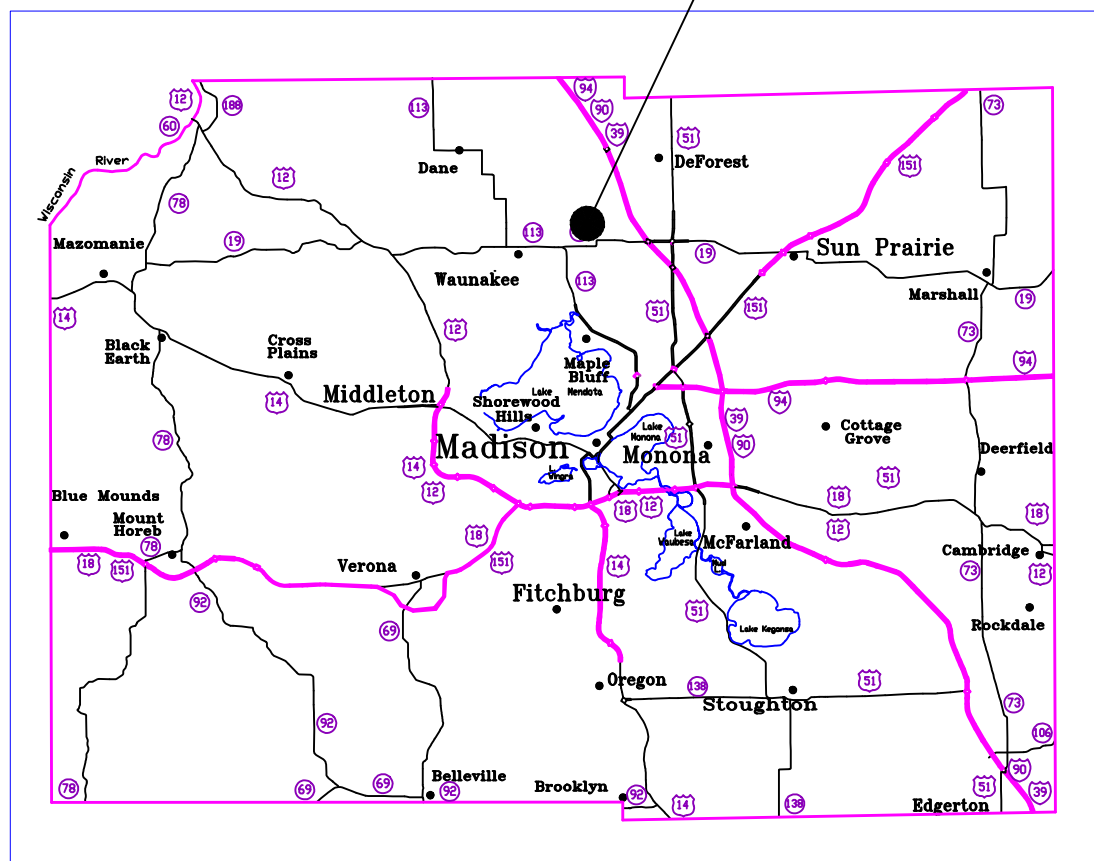 94
12
188
113
90
73
60
39
51
DeForest
151
River
Dane
12
Wisconsin
78
113
19
19
Sun Prairie
Mazomanie
Waunakee
113
Marshall
19
14
12
51
151
73
Black
Earth
Cross
Plains
Maple
Bluff
94
Middleton
Lake
Mendota
14
Shorewood
Hills
94
39
Lake
Monona
51
Cottage
Grove
78
Madison
Monona
90
Deerfield
14
L.
Wingra
51
12
Blue Mounds
18
12
18
18
Mount
Horeb
12
78
18
Lake
Waubesa
McFarland
Cambridge
18
151
Verona
151
14
Mud
L.
73
12
92
Fitchburg
51
Rockdale
69
Lake Kegonsa
Oregon
138
51
Stoughton
73
92
106
90
78
69
69
Belleville
92
Brooklyn
92
14
138
51
39
Edgerton